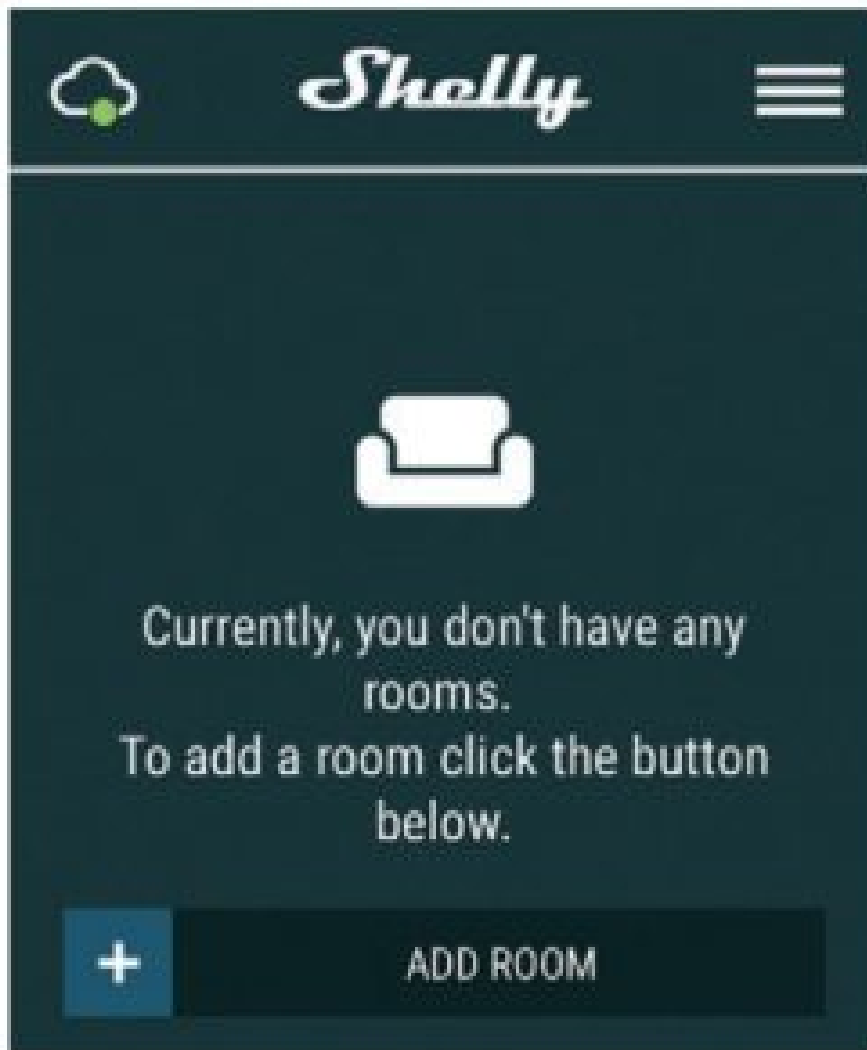 Shelly
Currently, you don't have any
rooms.
To add a room click the button
below.
+ ADD ROOM